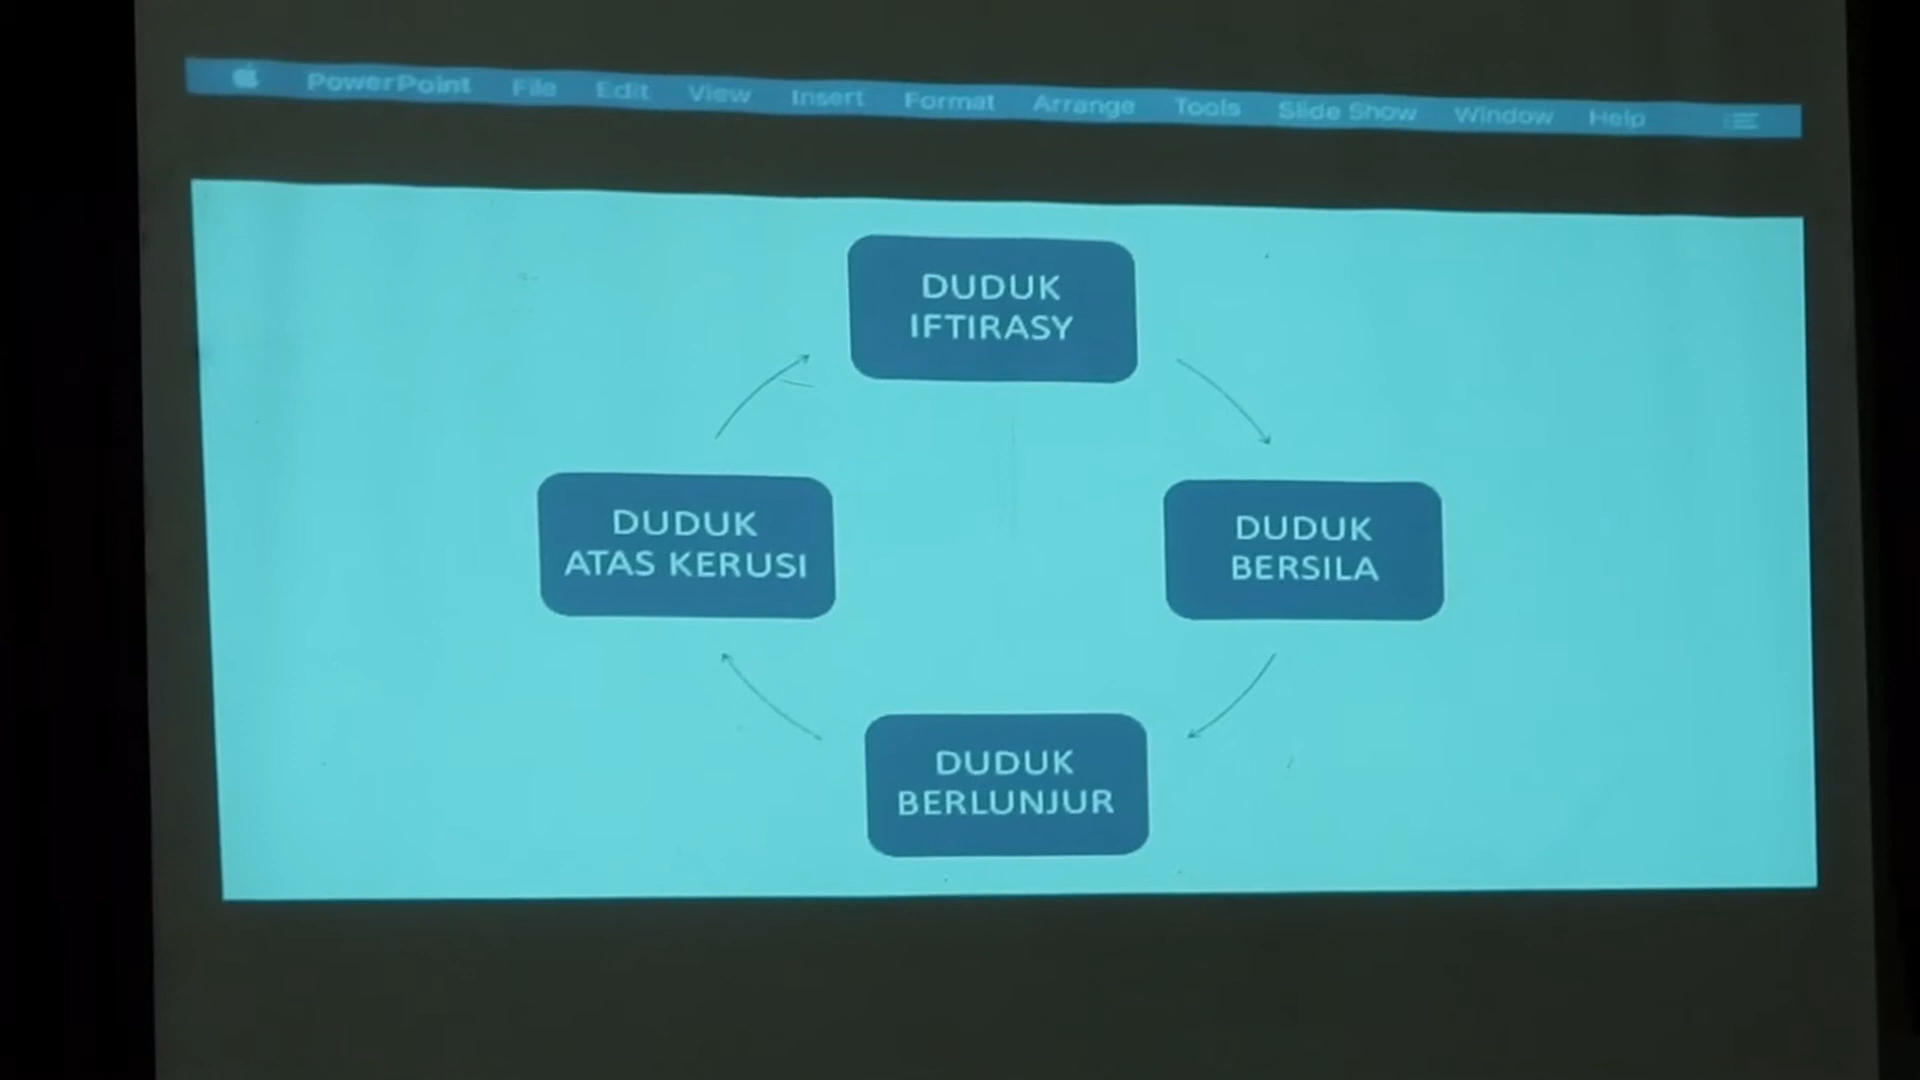 PowerPoint File Edit View Insert Format Arrange Tools Slide Show Window Help
DUDUK
IFTIRASY
DUDUK
ATAS KERUSI
DUDUK
BERSILA
DUDUK
BERLUNJUR